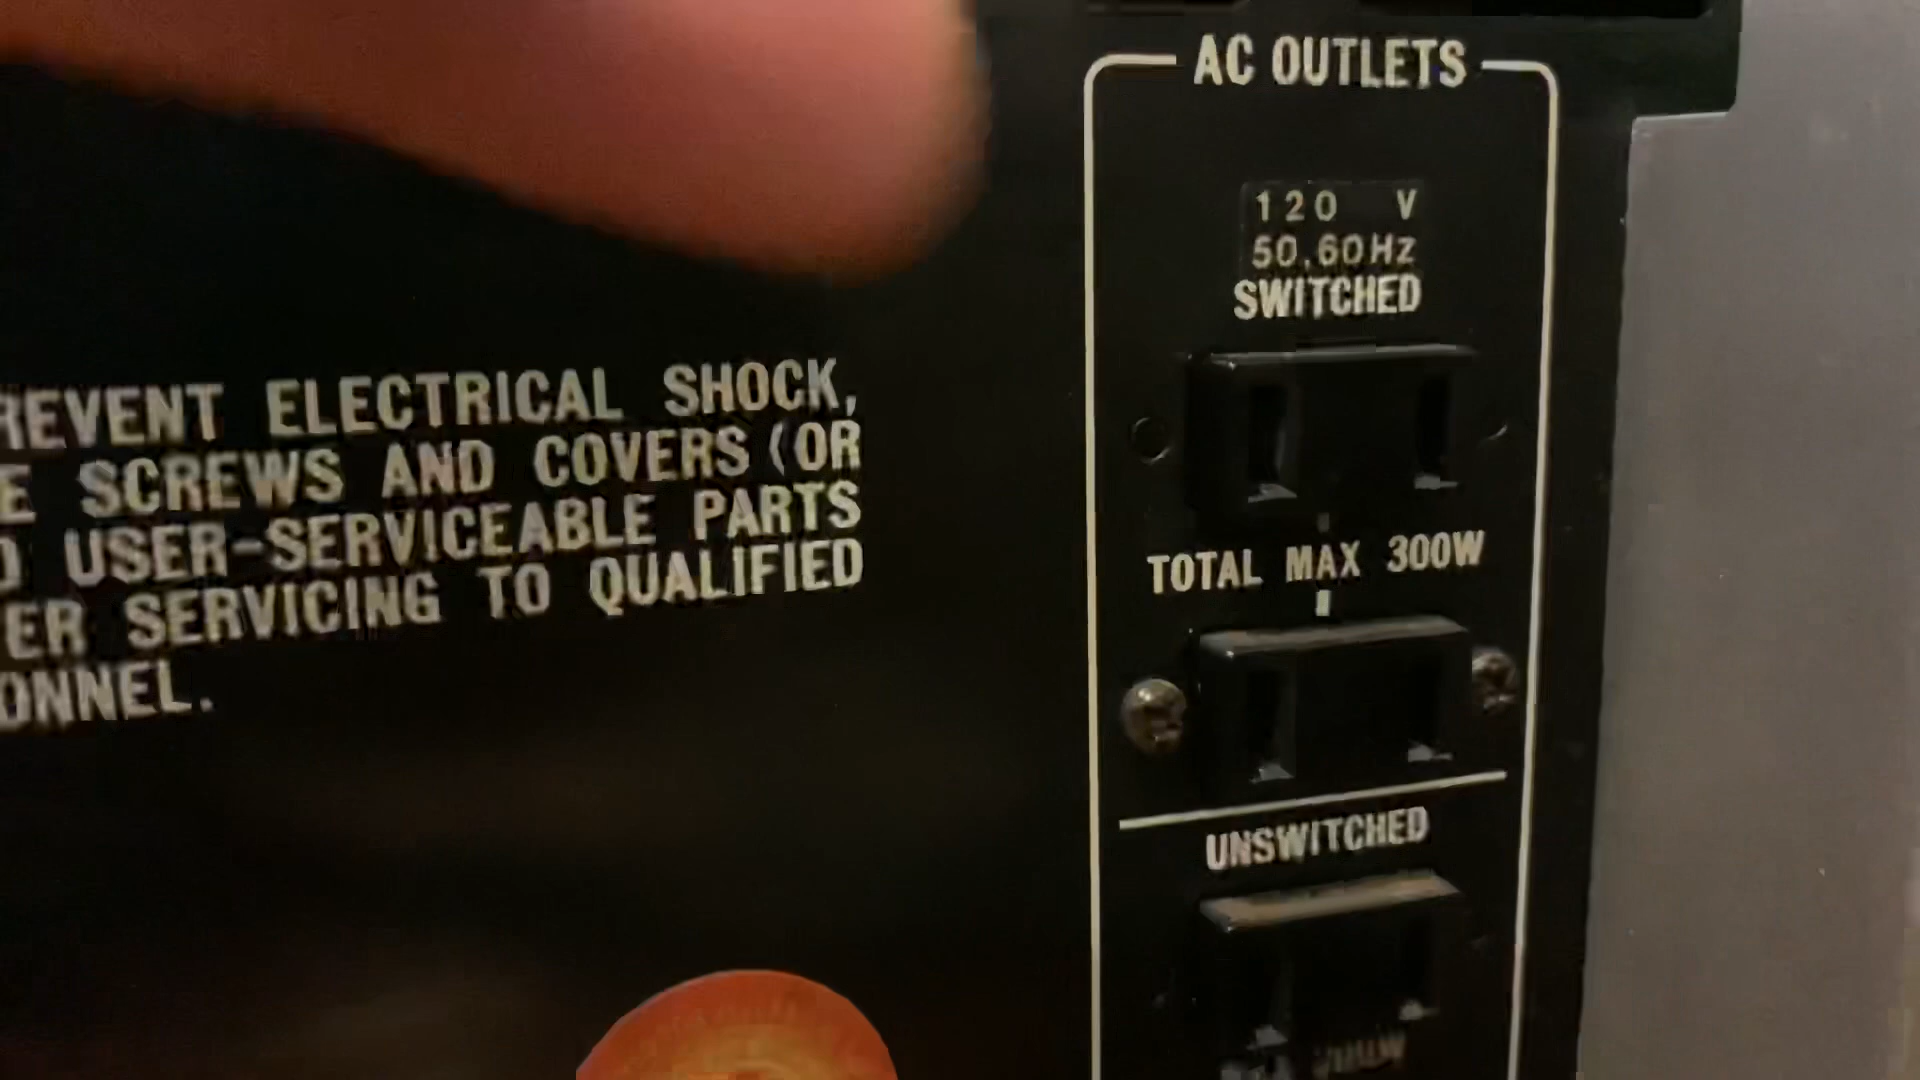 REVENT ELECTRICAL SHOCK,
E SCREWS AND COVERS (OR
USER-SERVICEABLE PARTS
ER SERVICING TO QUALIFIED
ONNEL.
AC OUTLETS
120 V
50,60Hz
SWITCHED
TOTAL MAX 300W
UNSWITCHED